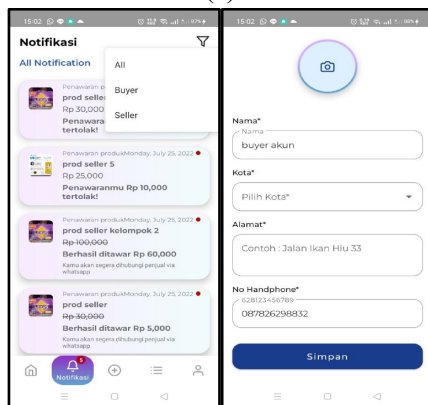 15:02
97%
Notifikasi
All Notification
All
Buyer
Seller
Penawaran p
prod seller
Rp 30,000
Penawara
tertolak!
Penawaran produkMonday, July 25, 2022
prod seller 5
Rp 25,000
Penawaranmu Rp 10,000
tertolak!
Penawaran produkMonday, July 25, 2022
prod seller kelompok 2
Rp 100,000
Berhasil ditawar Rp 60,000
Kamu akan segera dihubungi penjual via
whatsapp
Penawaran produkMonday, July 25, 2022
prod seller
Rp 30,000
Berhasil ditawar Rp 5,000
Kamu akan segera dihubungi penjual via
whatsapp
5
Notifikasi
15:02
97%
Nama*
Nama
buyer akun
Kota*
Pilih Kota*
Alamat*
Contoh : Jalan Ikan Hiu 33
No Handphone*
628123456789
087826298832
Simpan